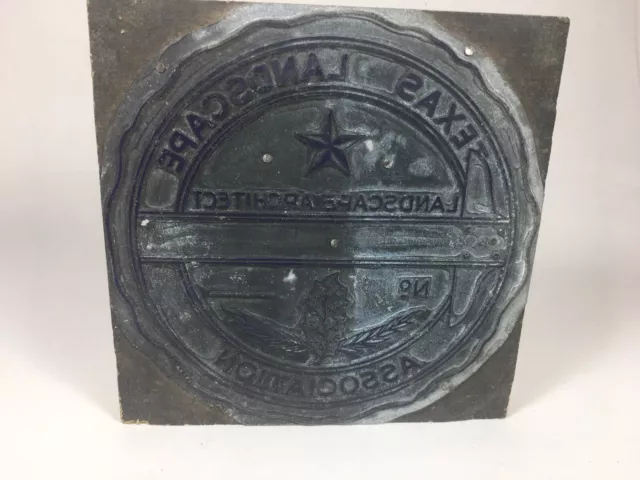 TEXAS LANDSCAPE
LANDSCAPE ARCHITECT
No
ASSOCIATION